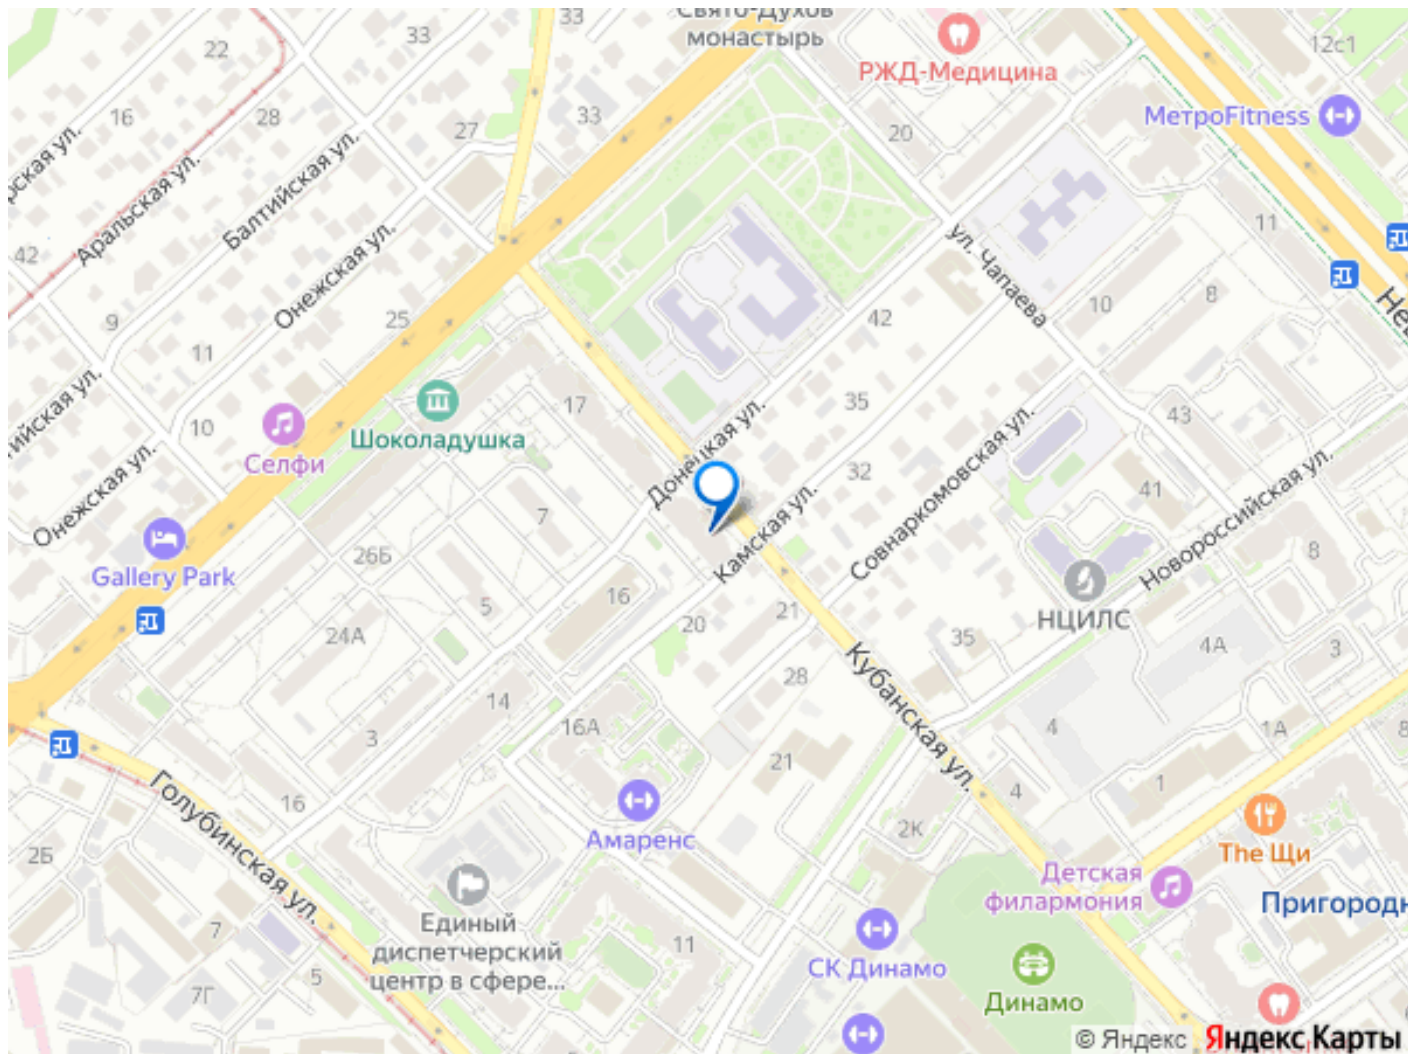 Свято-Духов
монастырь
33
33
22
12с1
РЖД-Медицина
МетроFitness
16
28
27
33
20
Аральская ул.
Балтийская ул.
11
42
Онежская ул.
ул. Чапаева
9
25
42
10
8
11
17
35
43
10
Шоколадушка
Селфи
Донецкая ул.
Совнаркомовская ул.
Онежская ул.
7
32
41
Новороссийская ул.
Камская ул.
Gallery Park
26Б
8
5
16
НЦИЛС
24А
20
21
35
4А
3
28
Кубанская ул.
14
16А
3
4
1А
8
21
1
4
Голубинская ул.
16
2К
Амаренс
2Б
The Щи
Детская
филармония
Единый
диспетчерский
центр в сфере...
7
11
5
7Г
СК Динамо
Динамо
© Яндекс
Яндекс Карты